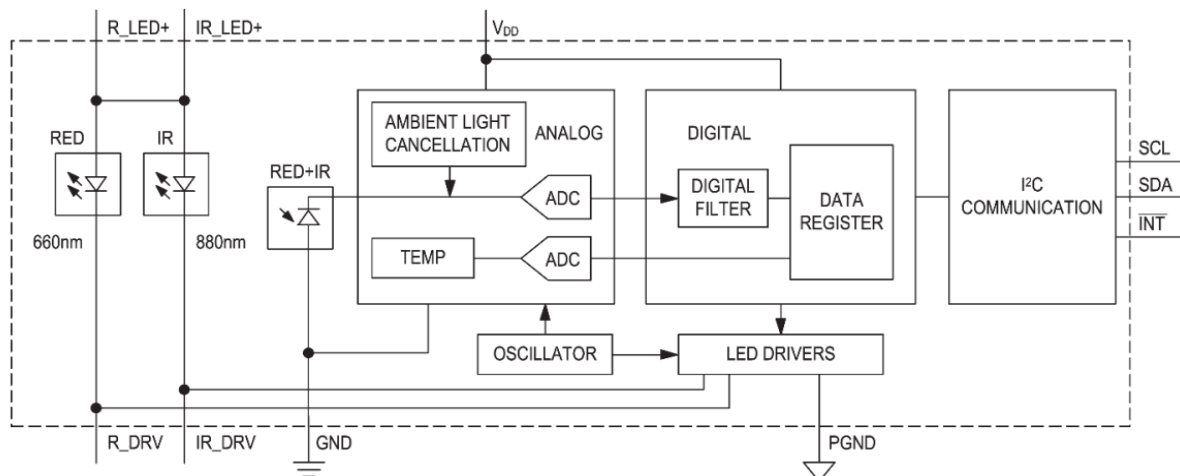 R_LED+ IR_LED+ VDD
RED IR
660nm 880nm
RED+IR
AMBIENT LIGHT
CANCELLATION
ANALOG
ADC
TEMP
ADC
DIGITAL
DIGITAL
FILTER
DATA
REGISTER
I²C
COMMUNICATION
SCL
SDA
INT
OSCILLATOR
LED DRIVERS
R_DRV IR_DRV GND PGND